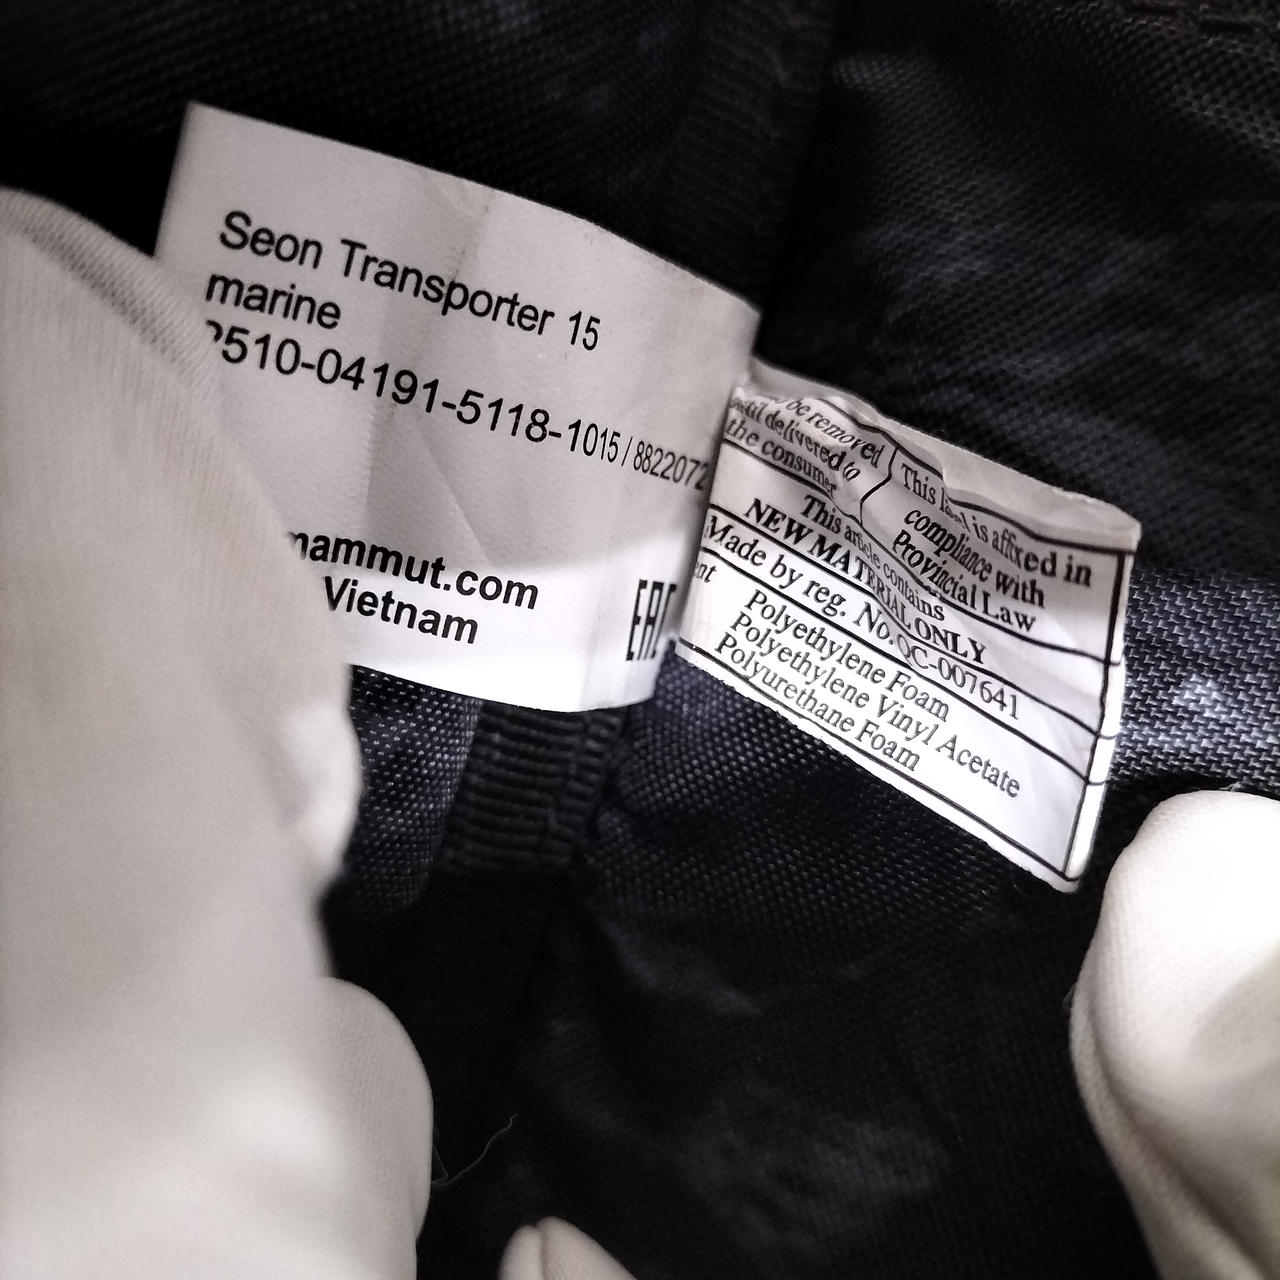 Seon Transporter 15
marine
2510-04191-5118-1015 / 8822072
mammut.com
Vietnam
EAC
be removed
delivered to
the consumer
This label is affixed in
compliance with
Provincial Law
This article contains
NEW MATERIAL ONLY
Made by reg. No.QC-007641
Polyethylene Foam
Polyethylene Vinyl Acetate
Polyurethane Foam